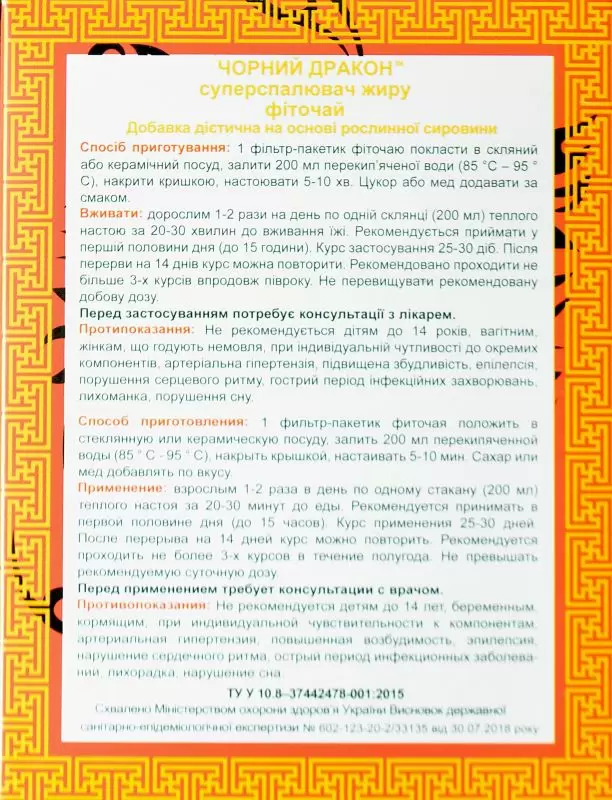 ЧОРНИЙ ДРАКОН™
суперспалювач жиру
фіточай
Добавка дієтична на основі рослинної сировини
Спосіб приготування: 1 фільтр-пакетик фіточаю покласти в скляний
або керамічний посуд, залити 200 мл перекип'яченої води (85 °С – 95 °
С), накрити кришкою, настоювати 5-10 хв. Цукор або мед додавати за
смаком.
Вживати: дорослим 1-2 рази на день по одній склянці (200 мл) теплого
настою за 20-30 хвилин до вживання їжі. Рекомендується приймати у
першій половини дня (до 15 години). Курс застосування 25-30 діб. Після
перерви на 14 днів курс можна повторити. Рекомендовано проходити не
більше 3-х курсів впродовж півроку. Не перевищувати рекомендовану
добову дозу.
Перед застосуванням потребує консультації з лікарем.
Протипоказання: Не рекомендується дітям до 14 років, вагітним,
жінкам, що годують немовля, при індивідуальній чутливості до окремих
компонентів, артеріальна гіпертензія, підвищена збудливість, епілепсія,
порушення серцевого ритму, гострий період інфекційних захворювань,
лихоманка, порушення сну.
Способ приготовления: 1 фильтр-пакетик фиточая положить в
стеклянную или керамическую посуду, залить 200 мл перекипяченной
воды (85 ° С - 95 ° С), накрыть крышкой, настаивать 5-10 мин. Сахар или
мед добавлять по вкусу.
Применение: взрослым 1-2 раза в день по одному стакану (200 мл)
теплого настоя за 20-30 минут до еды. Рекомендуется принимать в
первой половине дня (до 15 часов). Курс применения 25-30 дней.
После перерыва на 14 дней курс можно повторить. Рекомендуется
проходить не более 3-х курсов в течение полугода. Не превышать
рекомендуемую суточную дозу.
Перед применением требует консультации с врачом.
Противопоказания: Не рекомендуется детям до 14 лет, беременным,
кормящим, при индивидуальной чувствительности к компонентам,
артериальная гипертензия, повышенная возбудимость, эпилепсия,
нарушение сердечного ритма, острый период инфекционных заболева-
ний, лихорадка, нарушение сна.
ТУ У 10.8–37442478-001:2015
Схвалено Міністерством охорони здоров'я України Висновок державної
санітарно-епідеміологічної експертизи № 602-123-20-2/33135 від 30.07.2018 року